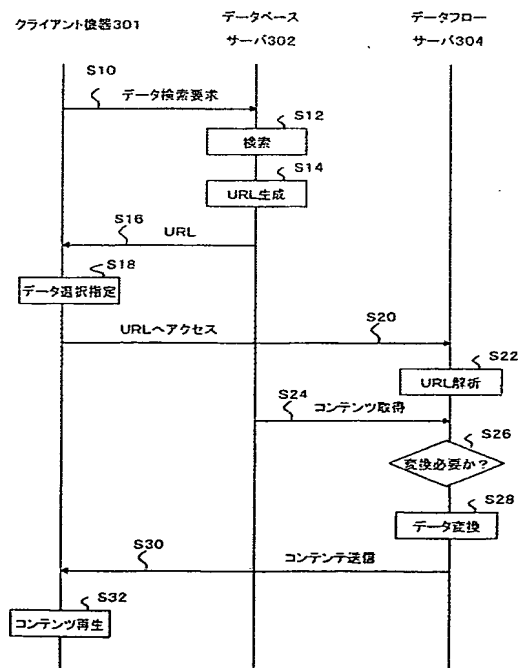 クライアント機器301
データベース
サーバ302
データフロー
サーバ304
S10
データ検索要求
S12
検索
S14
URL生成
S16
URL
S18
データ選択指定
URLへアクセス
S20
S22
URL解析
S24
コンテンツ取得
S26
変換必要か?
S28
データ変換
S30
コンテンテ送信
S32
コンテンツ再生